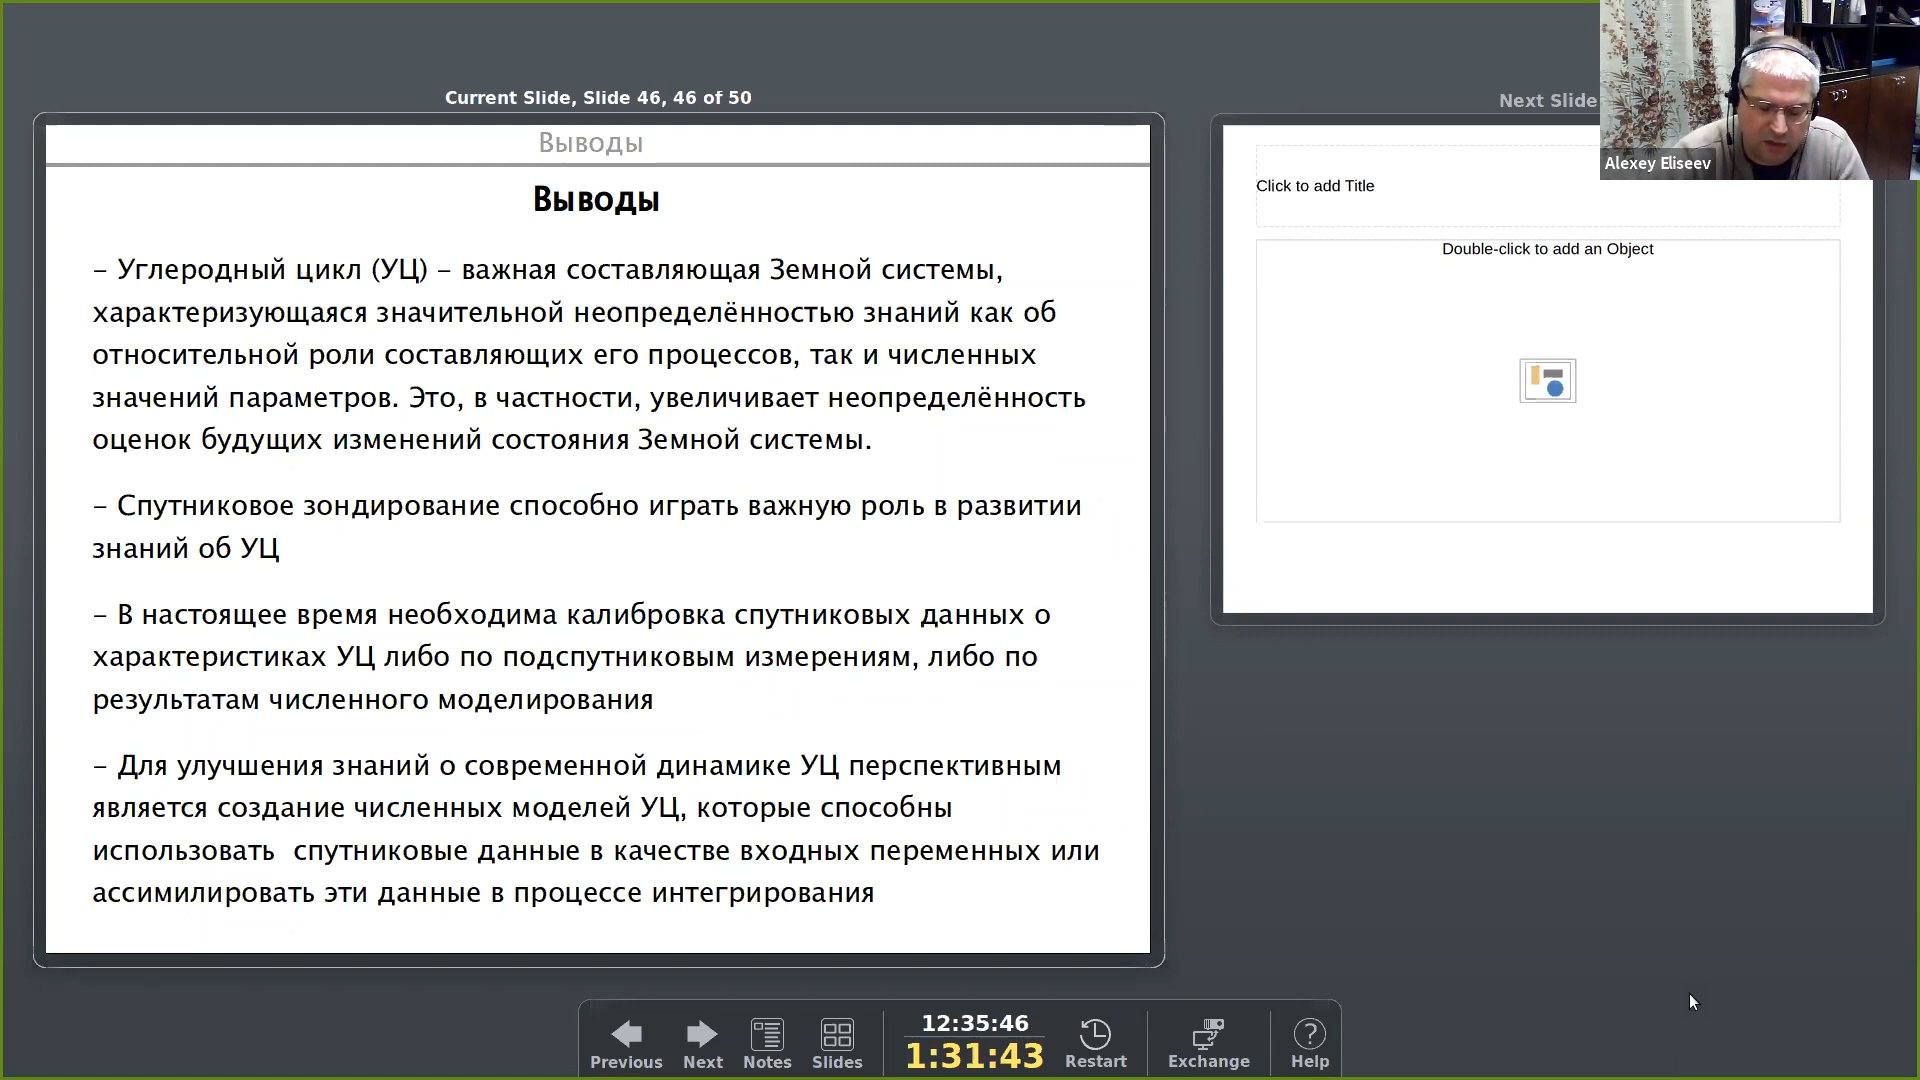 Current Slide, Slide 46, 46 of 50
Выводы
Выводы
– Углеродный цикл (УЦ) – важная составляющая Земной системы,
характеризующаяся значительной неопределённостью знаний как об
относительной роли составляющих его процессов, так и численных
значений параметров. Это, в частности, увеличивает неопределённость
оценок будущих изменений состояния Земной системы.
– Спутниковое зондирование способно играть важную роль в развитии
знаний об УЦ
– В настоящее время необходима калибровка спутниковых данных о
характеристиках УЦ либо по подспутниковым измерениям, либо по
результатам численного моделирования
– Для улучшения знаний о современной динамике УЦ перспективным
является создание численных моделей УЦ, которые способны
использовать  спутниковые данные в качестве входных переменных или
ассимилировать эти данные в процессе интегрирования
Next Slide
Alexey Eliseev
Click to add Title
Double-click to add an Object
Previous
Next
Notes
Slides
12:35:46
1:31:43
Restart
Exchange
?
Help